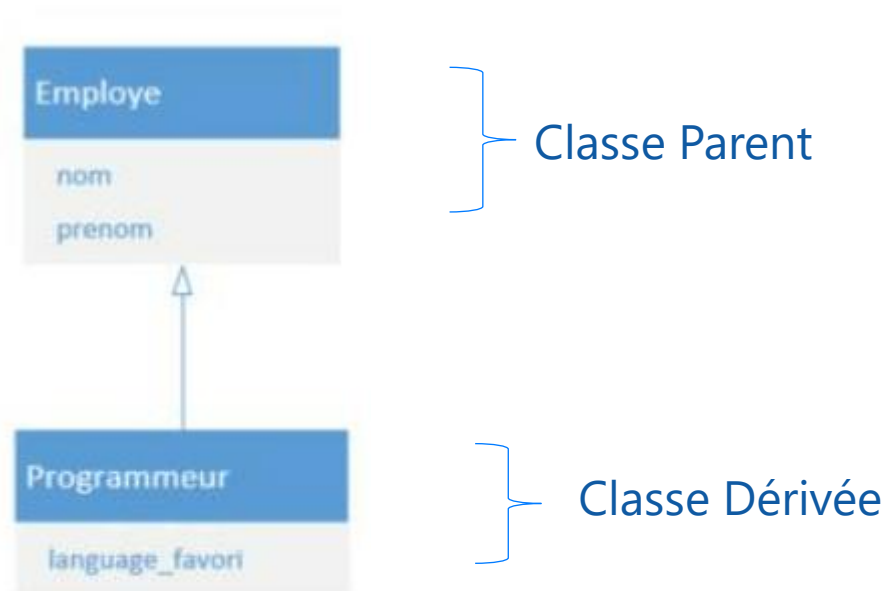 Employe
Classe Parent
nom
prenom
Programmeur
Classe Dérivée
language_favori